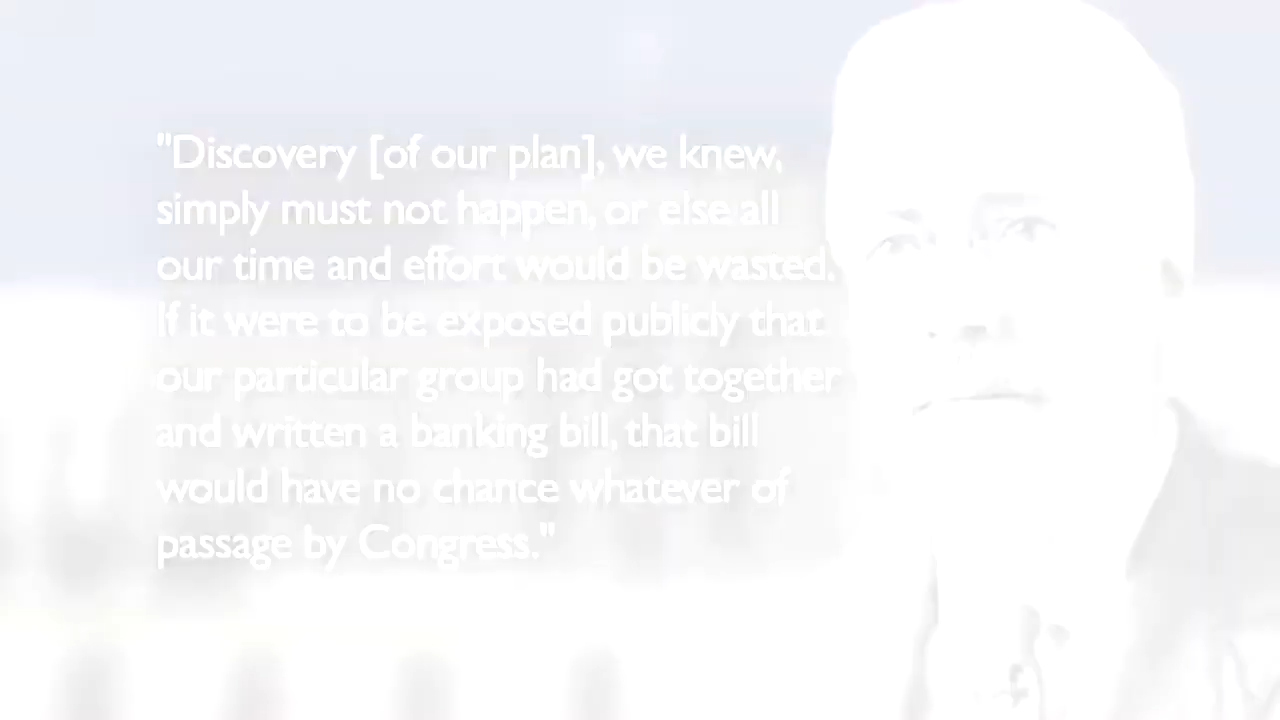 "Discovery [of our plan], we knew,
simply must not happen, or else all
our time and effort would be wasted.
If it were to be exposed publicly that
our particular group had got together
and written a banking bill, that bill
would have no chance whatever of
passage by Congress."